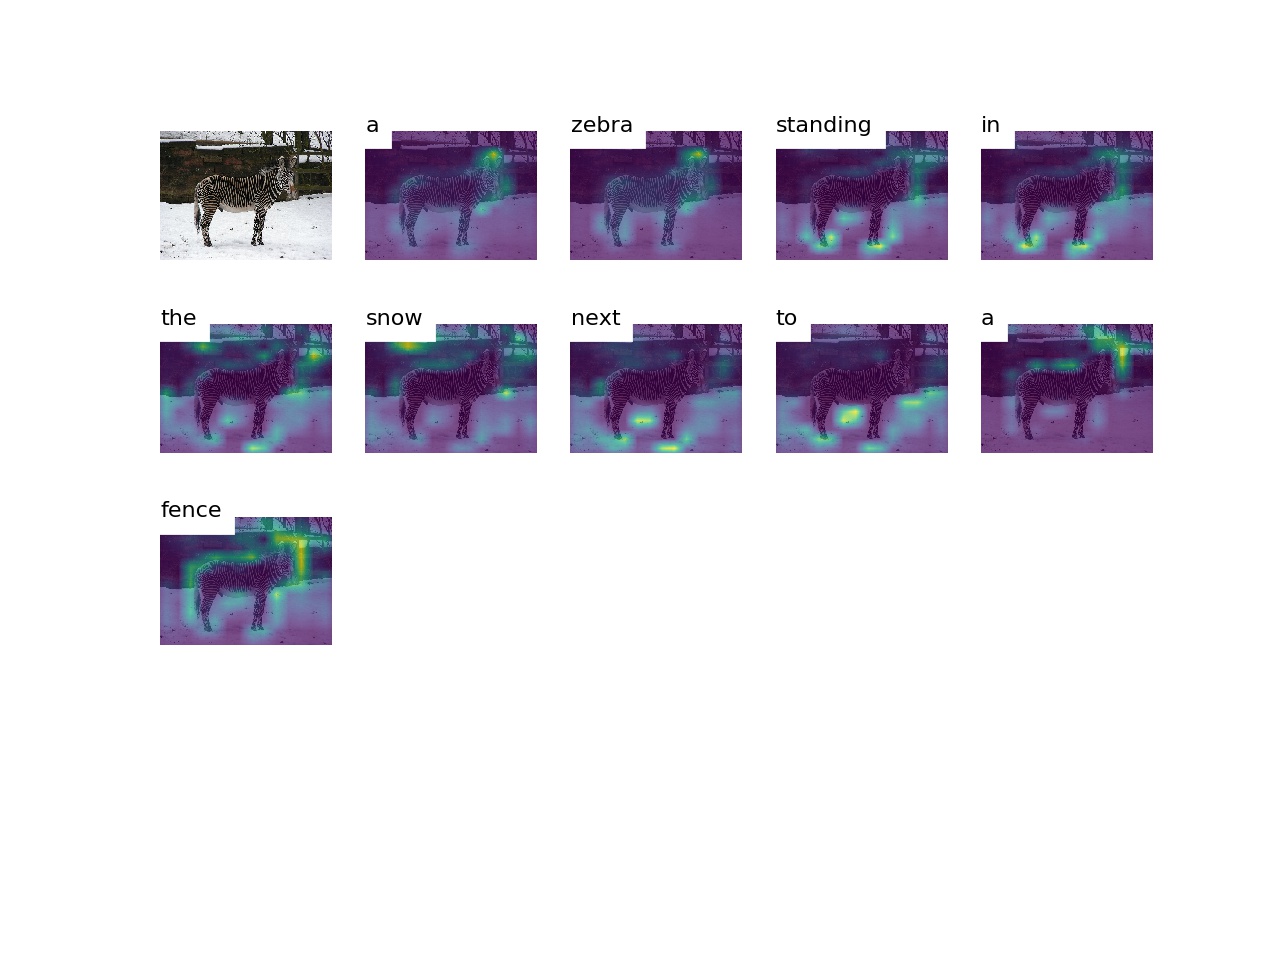 a zebra standing in
the snow next to a
fence